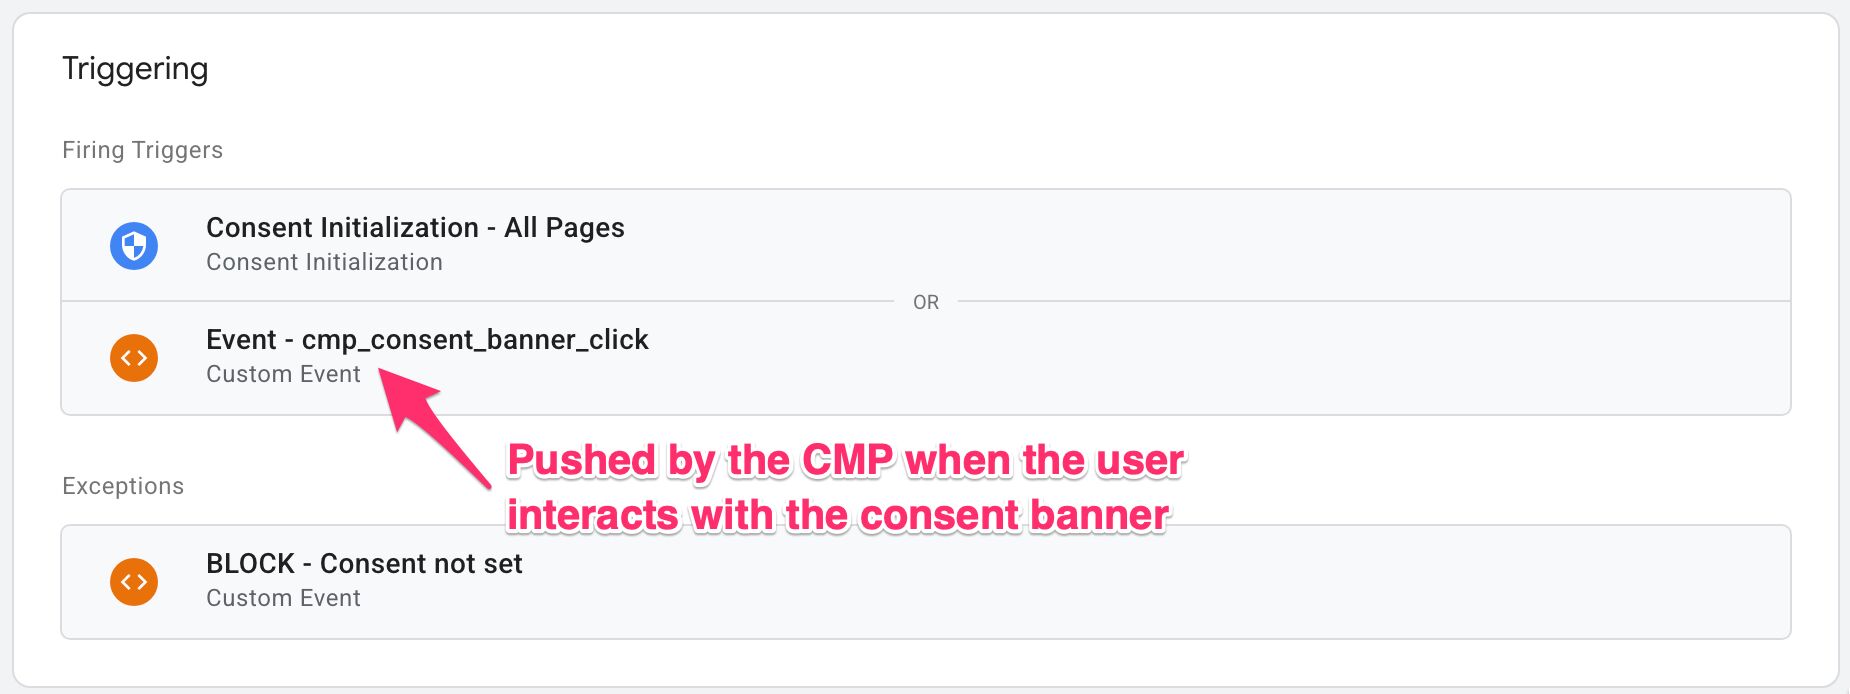 Triggering
Firing Triggers
Consent Initialization - All Pages
Consent Initialization
OR
Event - cmp_consent_banner_click
Custom Event
Pushed by the CMP when the user
interacts with the consent banner
Exceptions
BLOCK - Consent not set
Custom Event